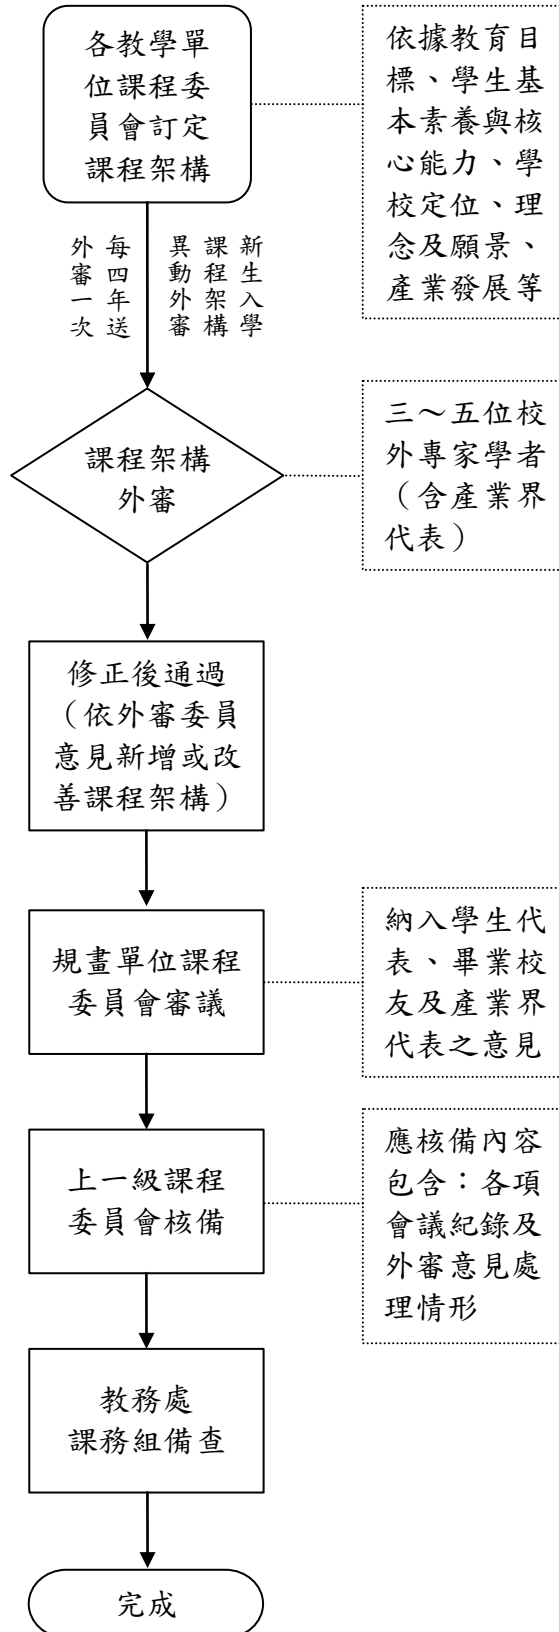 各教學單
位課程委
員會訂定
課程架構
依據教育目
標、學生基
本素養與核
心能力、學
校定位、理
念及願景、
產業發展等
新生入學
課程架構
異動外審
每四年送
外審一次
課程架構
外審
三～五位校
外專家學者
（含產業界
代表）
修正後通過
（依外審委員
意見新增或改
善課程架構）
規畫單位課程
委員會審議
納入學生代
表、畢業校
友及產業界
代表之意見
上一級課程
委員會核備
應核備內容
包含：各項
會議紀錄及
外審意見處
理情形
教務處
課務組備查
完成